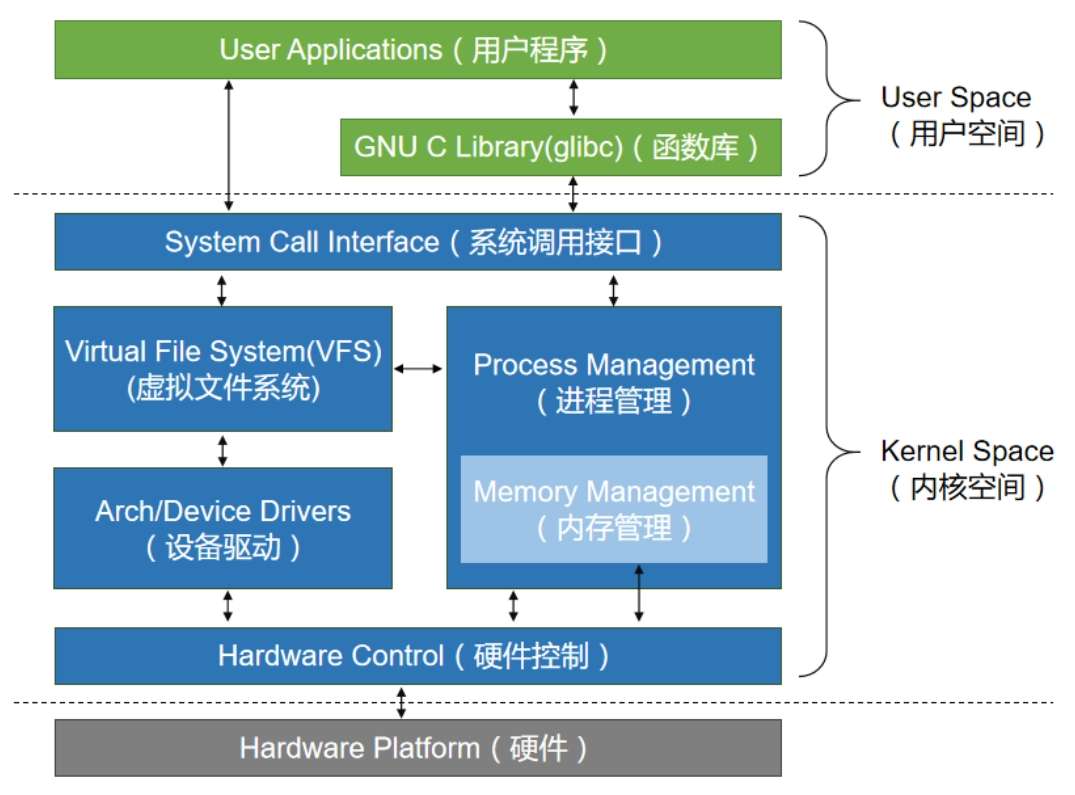 User Applications（用户程序）
GNU C Library(glibc)（函数库）
User Space
（用户空间）
System Call Interface（系统调用接口）
Virtual File System(VFS)
(虚拟文件系统)
Process Management
（进程管理）
Memory Management
（内存管理）
Arch/Device Drivers
（设备驱动）
Kernel Space
（内核空间）
Hardware Control（硬件控制）
Hardware Platform（硬件）